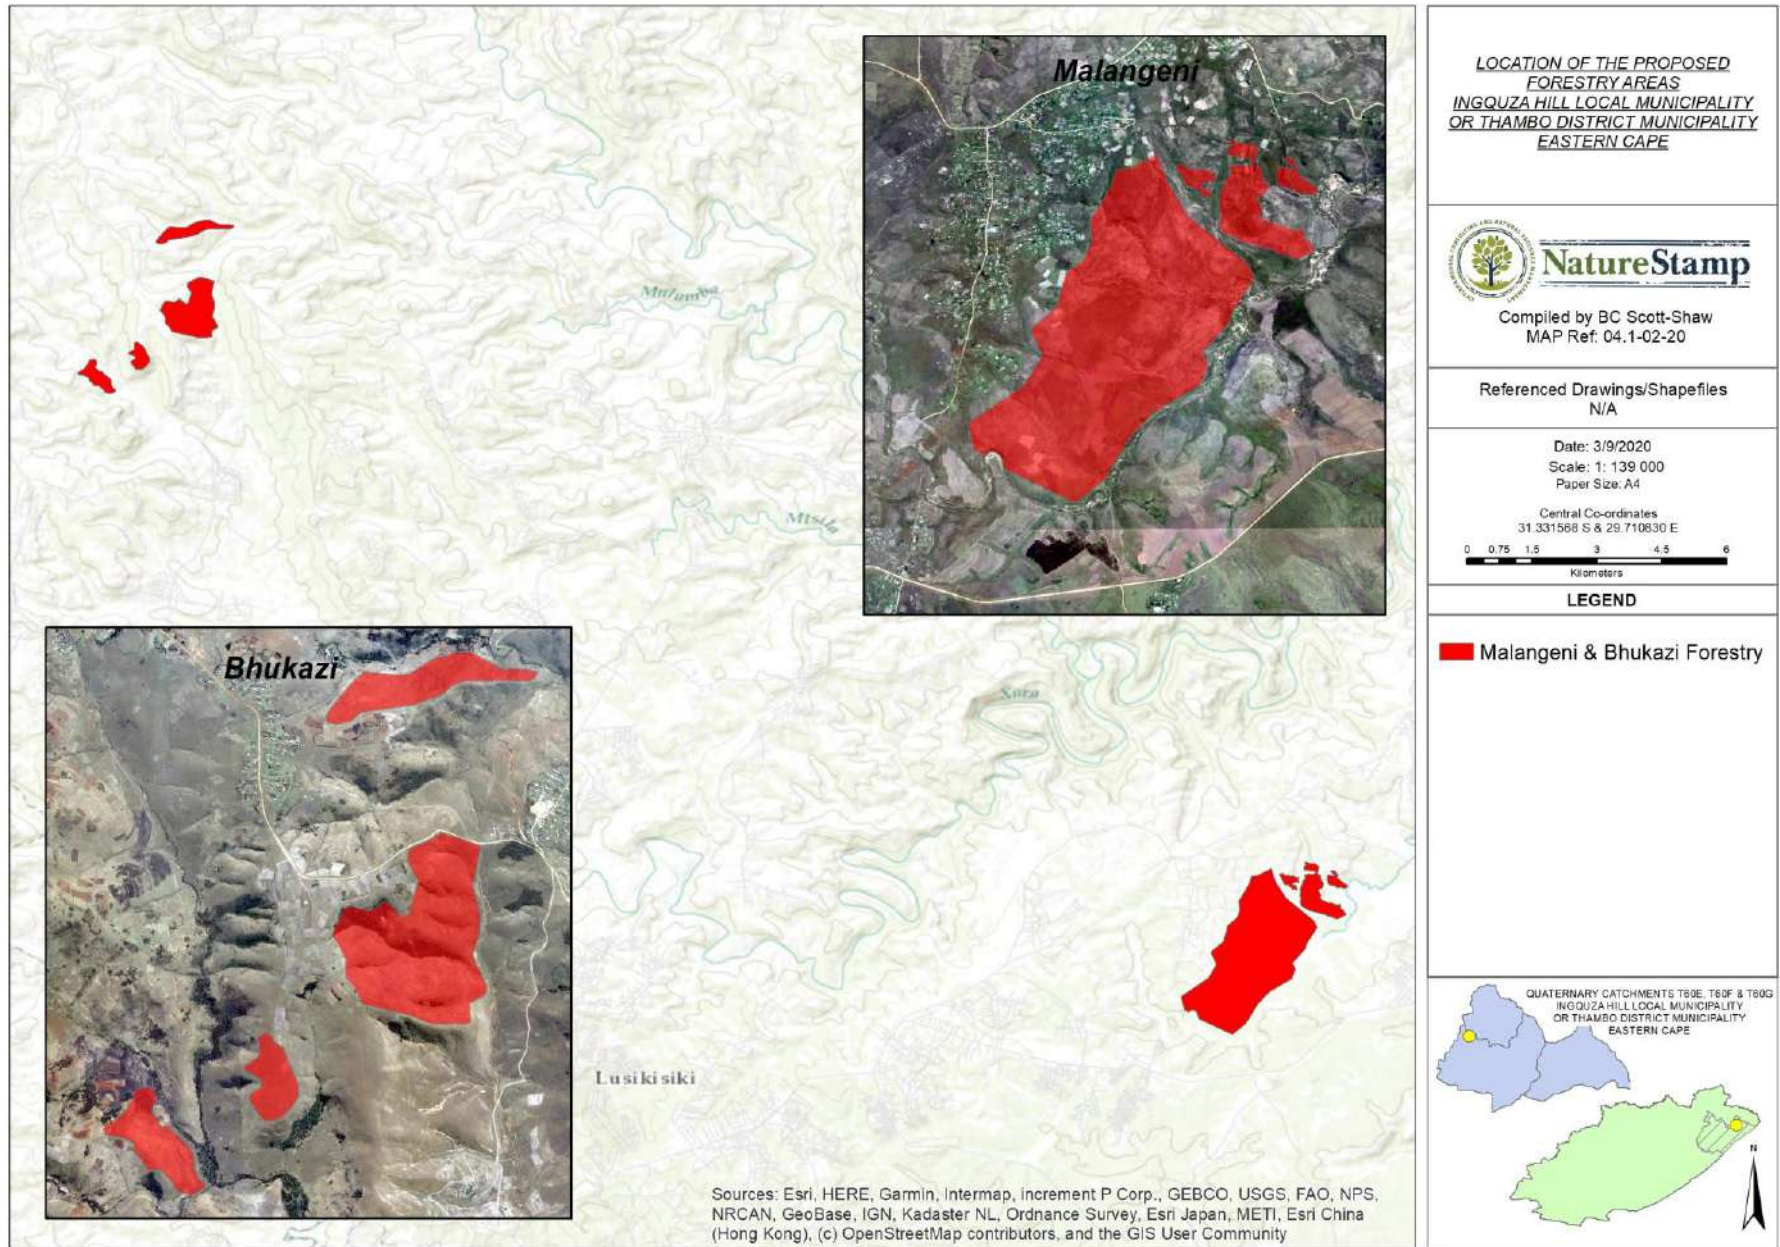 Malangeni
Mzlumba
Mtsila
Bhukazi
Xura
Lusikisiki
Sources: Esri, HERE, Garmin, Intermap, increment P Corp., GEBCO, USGS, FAO, NPS,
NRCAN, GeoBase, IGN, Kadaster NL, Ordnance Survey, Esri Japan, METI, Esri China
(Hong Kong), (c) OpenStreetMap contributors, and the GIS User Community
LOCATION OF THE PROPOSED
FORESTRY AREAS
INGQUZA HILL LOCAL MUNICIPALITY
OR THAMBO DISTRICT MUNICIPALITY
EASTERN CAPE
NatureStamp
Compiled by BC Scott-Shaw
MAP Ref: 04.1-02-20
Referenced Drawings/Shapefiles
N/A
Date: 3/9/2020
Scale: 1: 139 000
Paper Size: A4
Central Co-ordinates
31.331568 S & 29.710830 E
0 0.75 1.5 3 4.5 6
Kilometers
LEGEND
Malangeni & Bhukazi Forestry
QUATERNARY CATCHMENTS T60E, T60F & T60G
INGQUZA HILL LOCAL MUNICIPALITY
OR THAMBO DISTRICT MUNICIPALITY
EASTERN CAPE
N